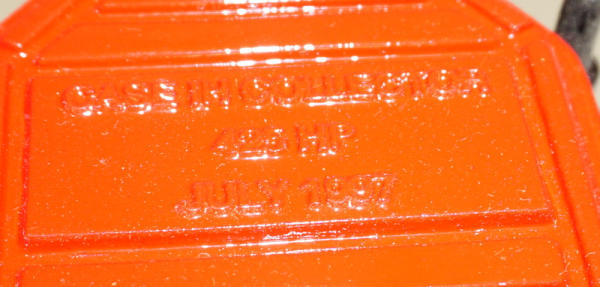 CASE IH COLLECTOR
425 HP
JULY 1997